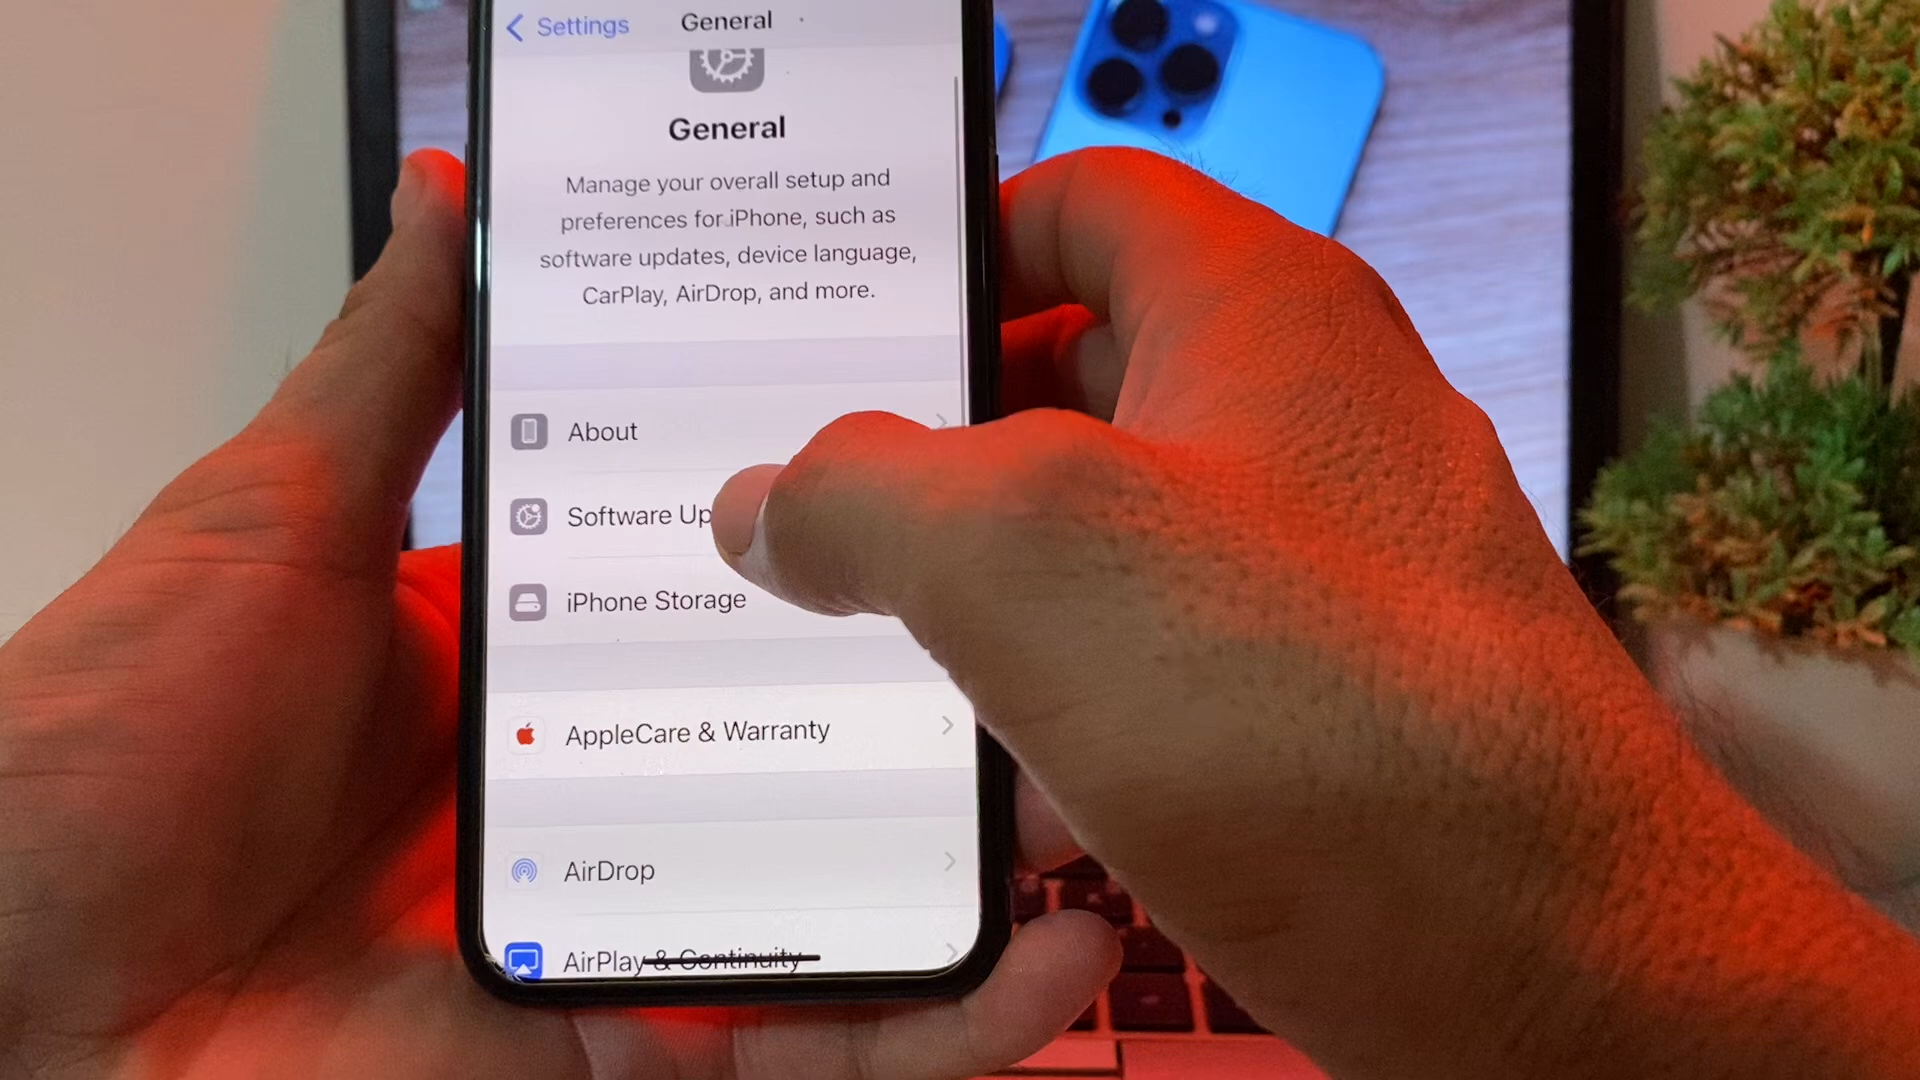 Settings
General
General
Manage your overall setup and
preferences for iPhone, such as
software updates, device language,
CarPlay, AirDrop, and more.
About
Software Up
iPhone Storage
AppleCare & Warranty
AirDrop
AirPlay & Continuity